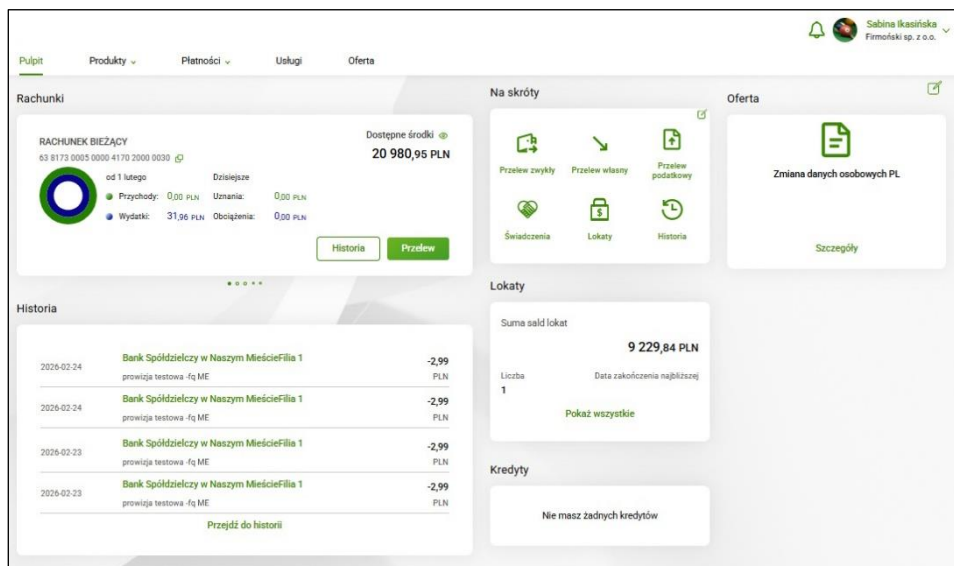 Sabina Ikasińska
Firmoński sp. z o.o.
Pulpit Produkty Płatności Usługi Oferta
Rachunki
RACHUNEK BIEŻĄCY
63 8173 0005 0000 4170 2000 0030
Dostępne środki
20 980,95 PLN
od 1 lutego Dzisiejsze
Przychody: 0,00 PLN Uznania: 0,00 PLN
Wydatki: 31,96 PLN Obciążenia: 0,00 PLN
Historia Przelew
Historia
2026-02-24 Bank Spółdzielczy w Naszym MieścieFilia 1 -2,99
prowizja testowa -fq ME PLN
2026-02-24 Bank Spółdzielczy w Naszym MieścieFilia 1 -2,99
prowizja testowa -fq ME PLN
2026-02-23 Bank Spółdzielczy w Naszym MieścieFilia 1 -2,99
prowizja testowa -fq ME PLN
2026-02-23 Bank Spółdzielczy w Naszym MieścieFilia 1 -2,99
prowizja testowa -fq ME PLN
Przejdź do historii
Na skróty
Przelew zwykły Przelew własny Przelew podatkowy
Świadczenia Lokaty Historia
Lokaty
Suma sald lokat
9 229,84 PLN
Liczba Data zakończenia najbliższej
1
Pokaż wszystkie
Kredyty
Nie masz żadnych kredytów
Oferta
Zmiana danych osobowych PL
Szczegóły